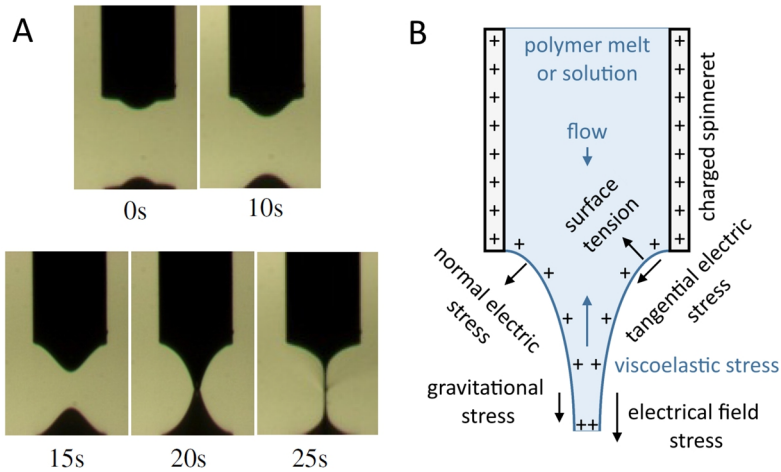 A
0s
10s
15s
20s
25s
B
polymer melt
or solution
flow
charged spinneret
surface
tension
normal electric
stress
tangential electric
stress
viscoelastic stress
gravitational
stress
electrical field
stress
+ + + + + + + + +
+ + + + + + + + +
+ +
+ +
+ +
+ +
++